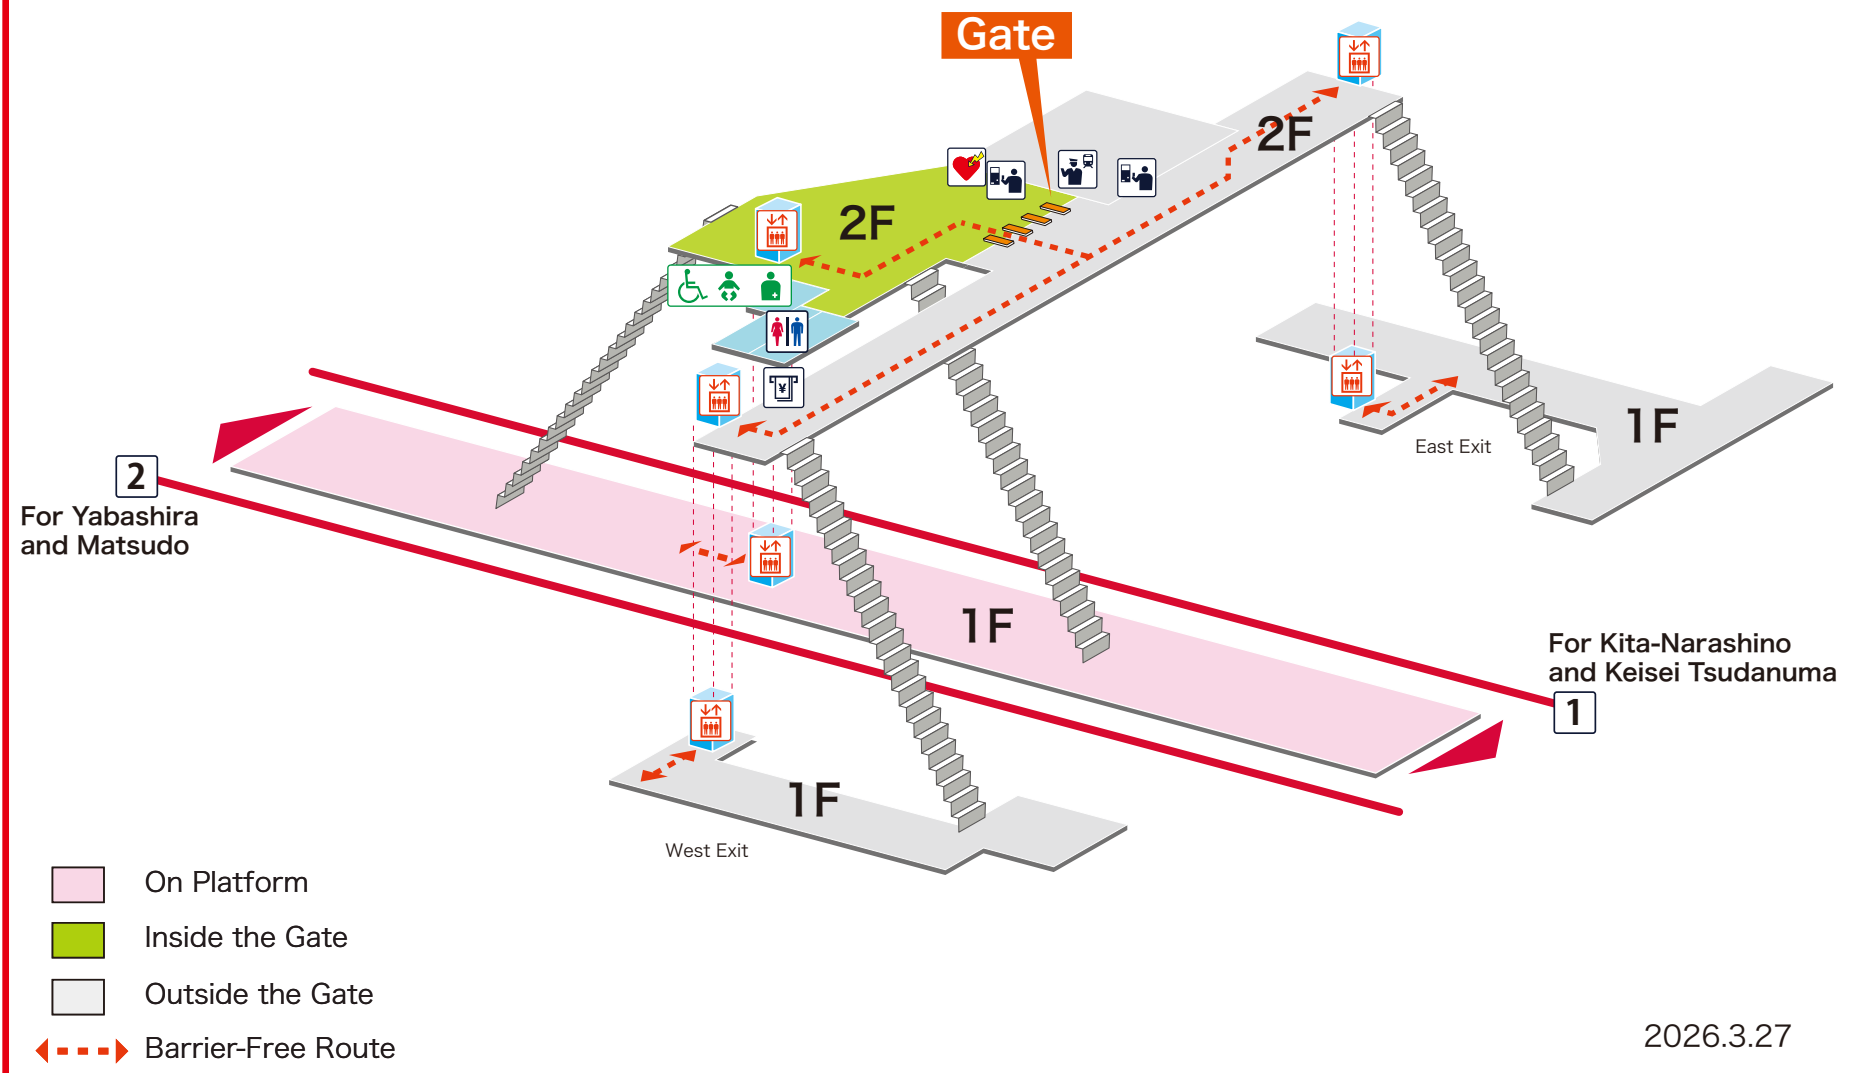 Gate
2F
2F
¥
1F
East Exit
2
For Yabashira
and Matsudo
1F
For Kita-Narashino
and Keisei Tsudanuma
1
1F
West Exit
On Platform
Inside the Gate
Outside the Gate
Barrier-Free Route
2026.3.27